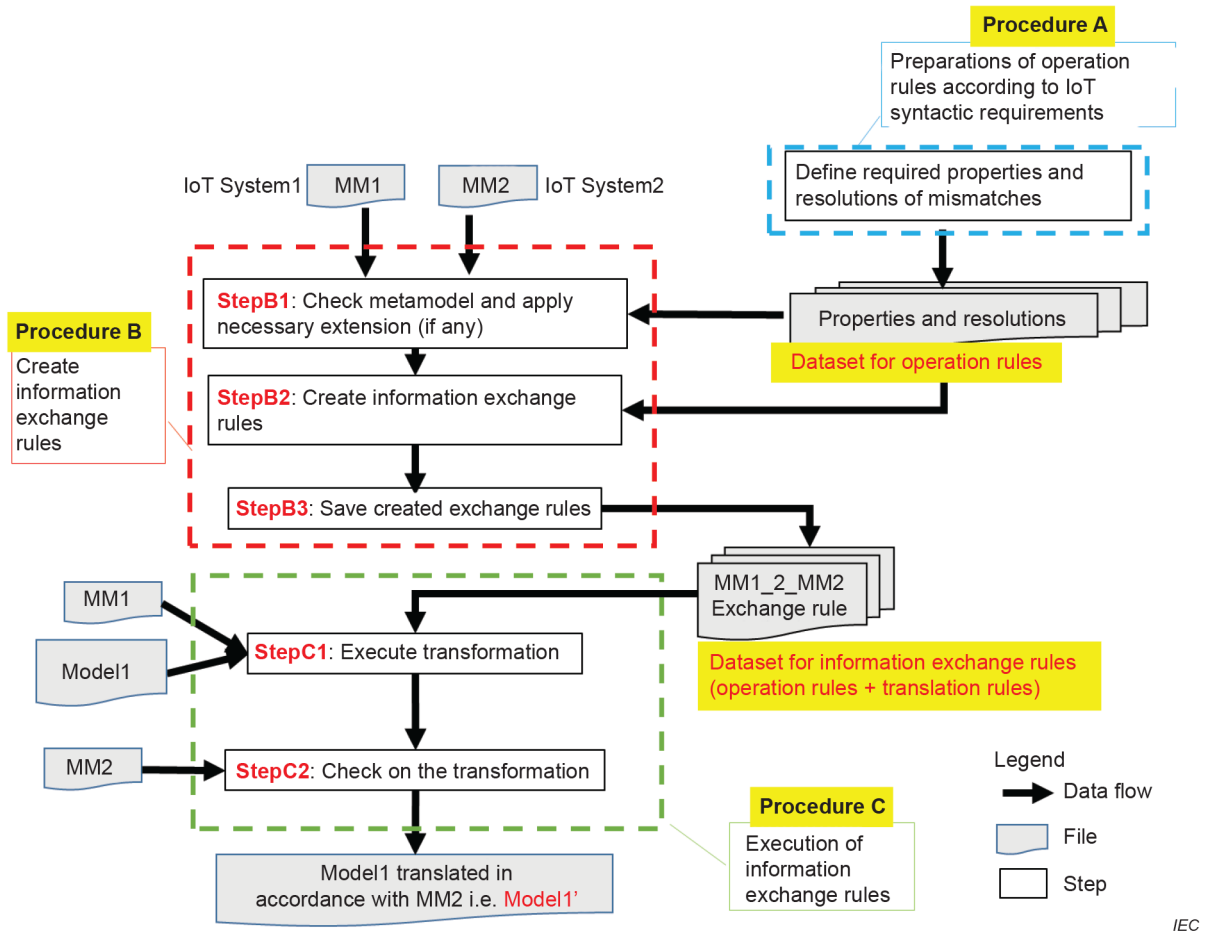 Procedure A
Preparations of operation
rules according to IoT
syntactic requirements
Define required properties and
resolutions of mismatches
IoT System1
MM1
MM2
IoT System2
StepB1: Check metamodel and apply
necessary extension (if any)
Properties and resolutions
Dataset for operation rules
Procedure B
Create
information
exchange
rules
StepB2: Create information exchange
rules
StepB3: Save created exchange rules
MM1_2_MM2
Exchange rule
Dataset for information exchange rules
(operation rules + translation rules)
MM1
Model1
StepC1: Execute transformation
MM2
StepC2: Check on the transformation
Procedure C
Execution of
information
exchange rules
Model1 translated in
accordance with MM2 i.e. Model1’
Legend
Data flow
File
Step
IEC